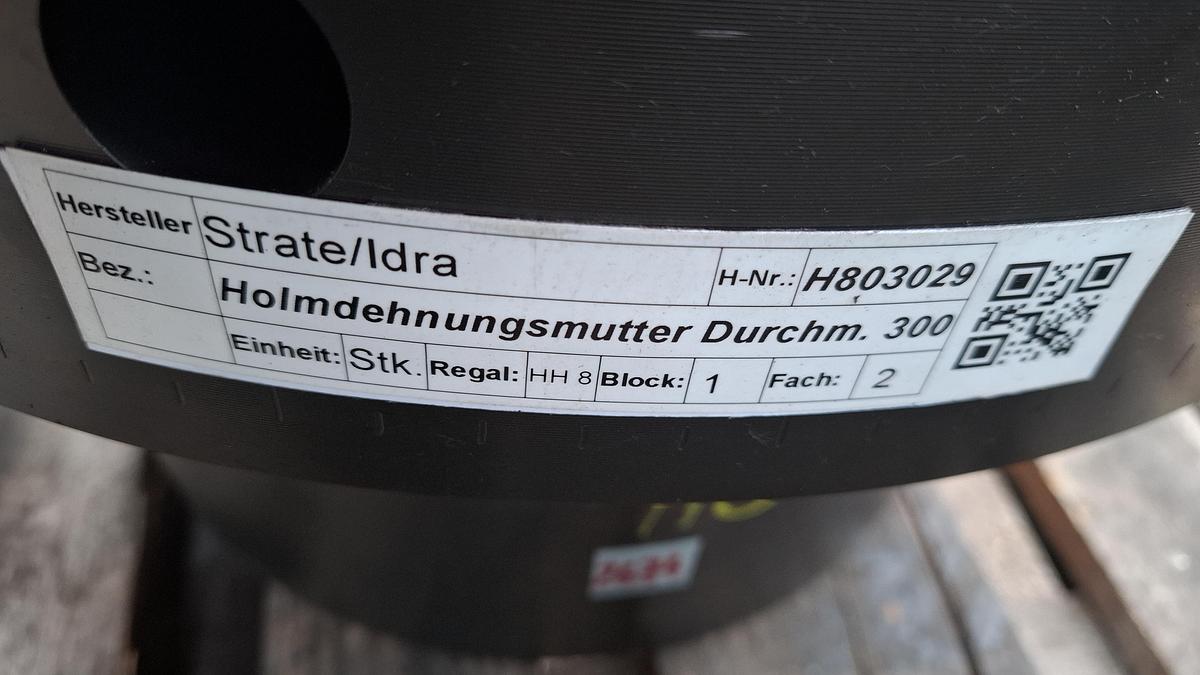 Hersteller Strate/Idra H-Nr.: H803029
Bez.: Holmdehnungsmutter Durchm. 300
Einheit: Stk. Regal: HH 8 Block: 1 Fach: 2